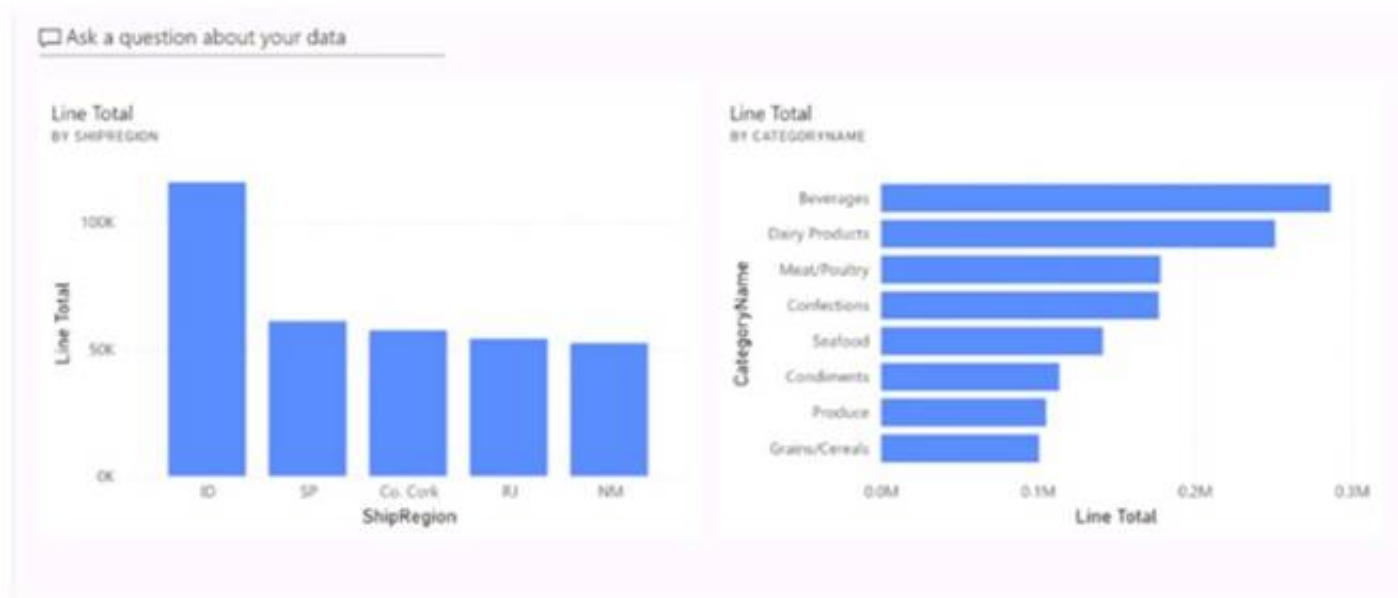 Ask a question about your data
Line Total
BY SHIPREGION
100K
50K
0K
Line Total
ID
SP
Co. Cork
RJ
NM
ShipRegion
Line Total
BY CATEGORYNAME
CategoryName
Beverages
Dairy Products
Meat/Poultry
Confections
Seafood
Condiments
Produce
Grains/Cereals
0.0M
0.1M
0.2M
0.3M
Line Total